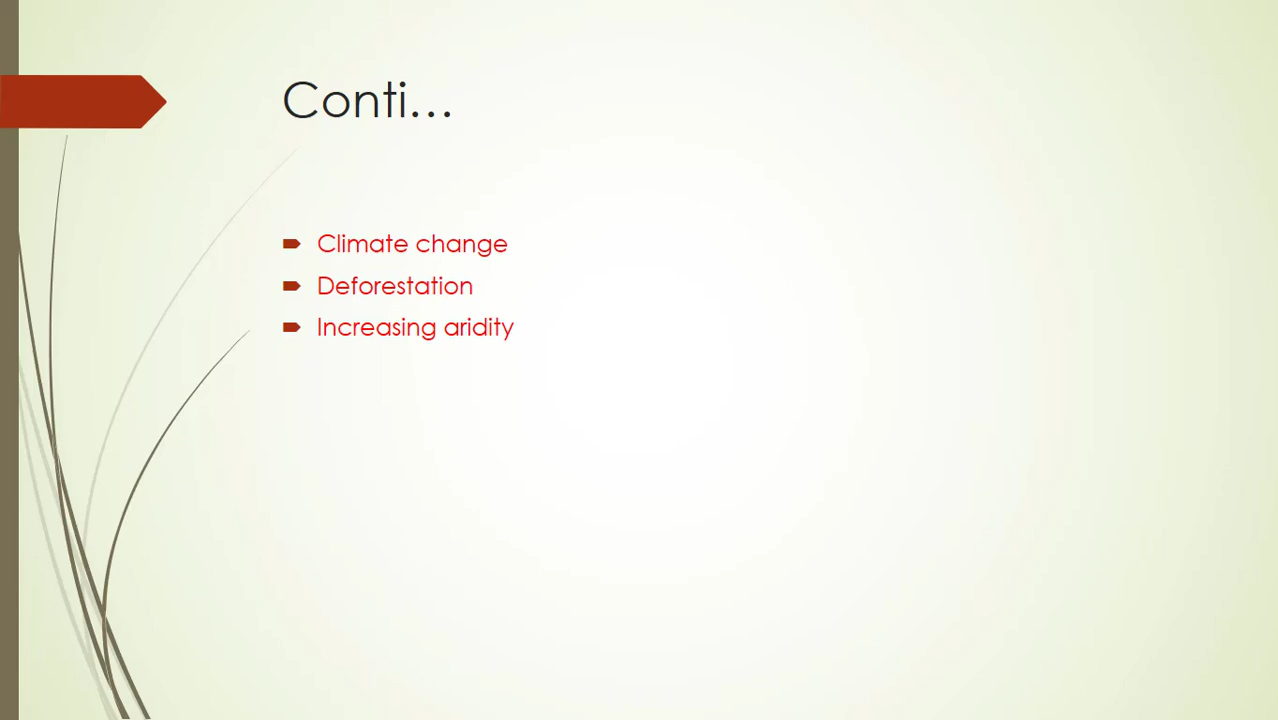 Conti…
Climate change
Deforestation
Increasing aridity